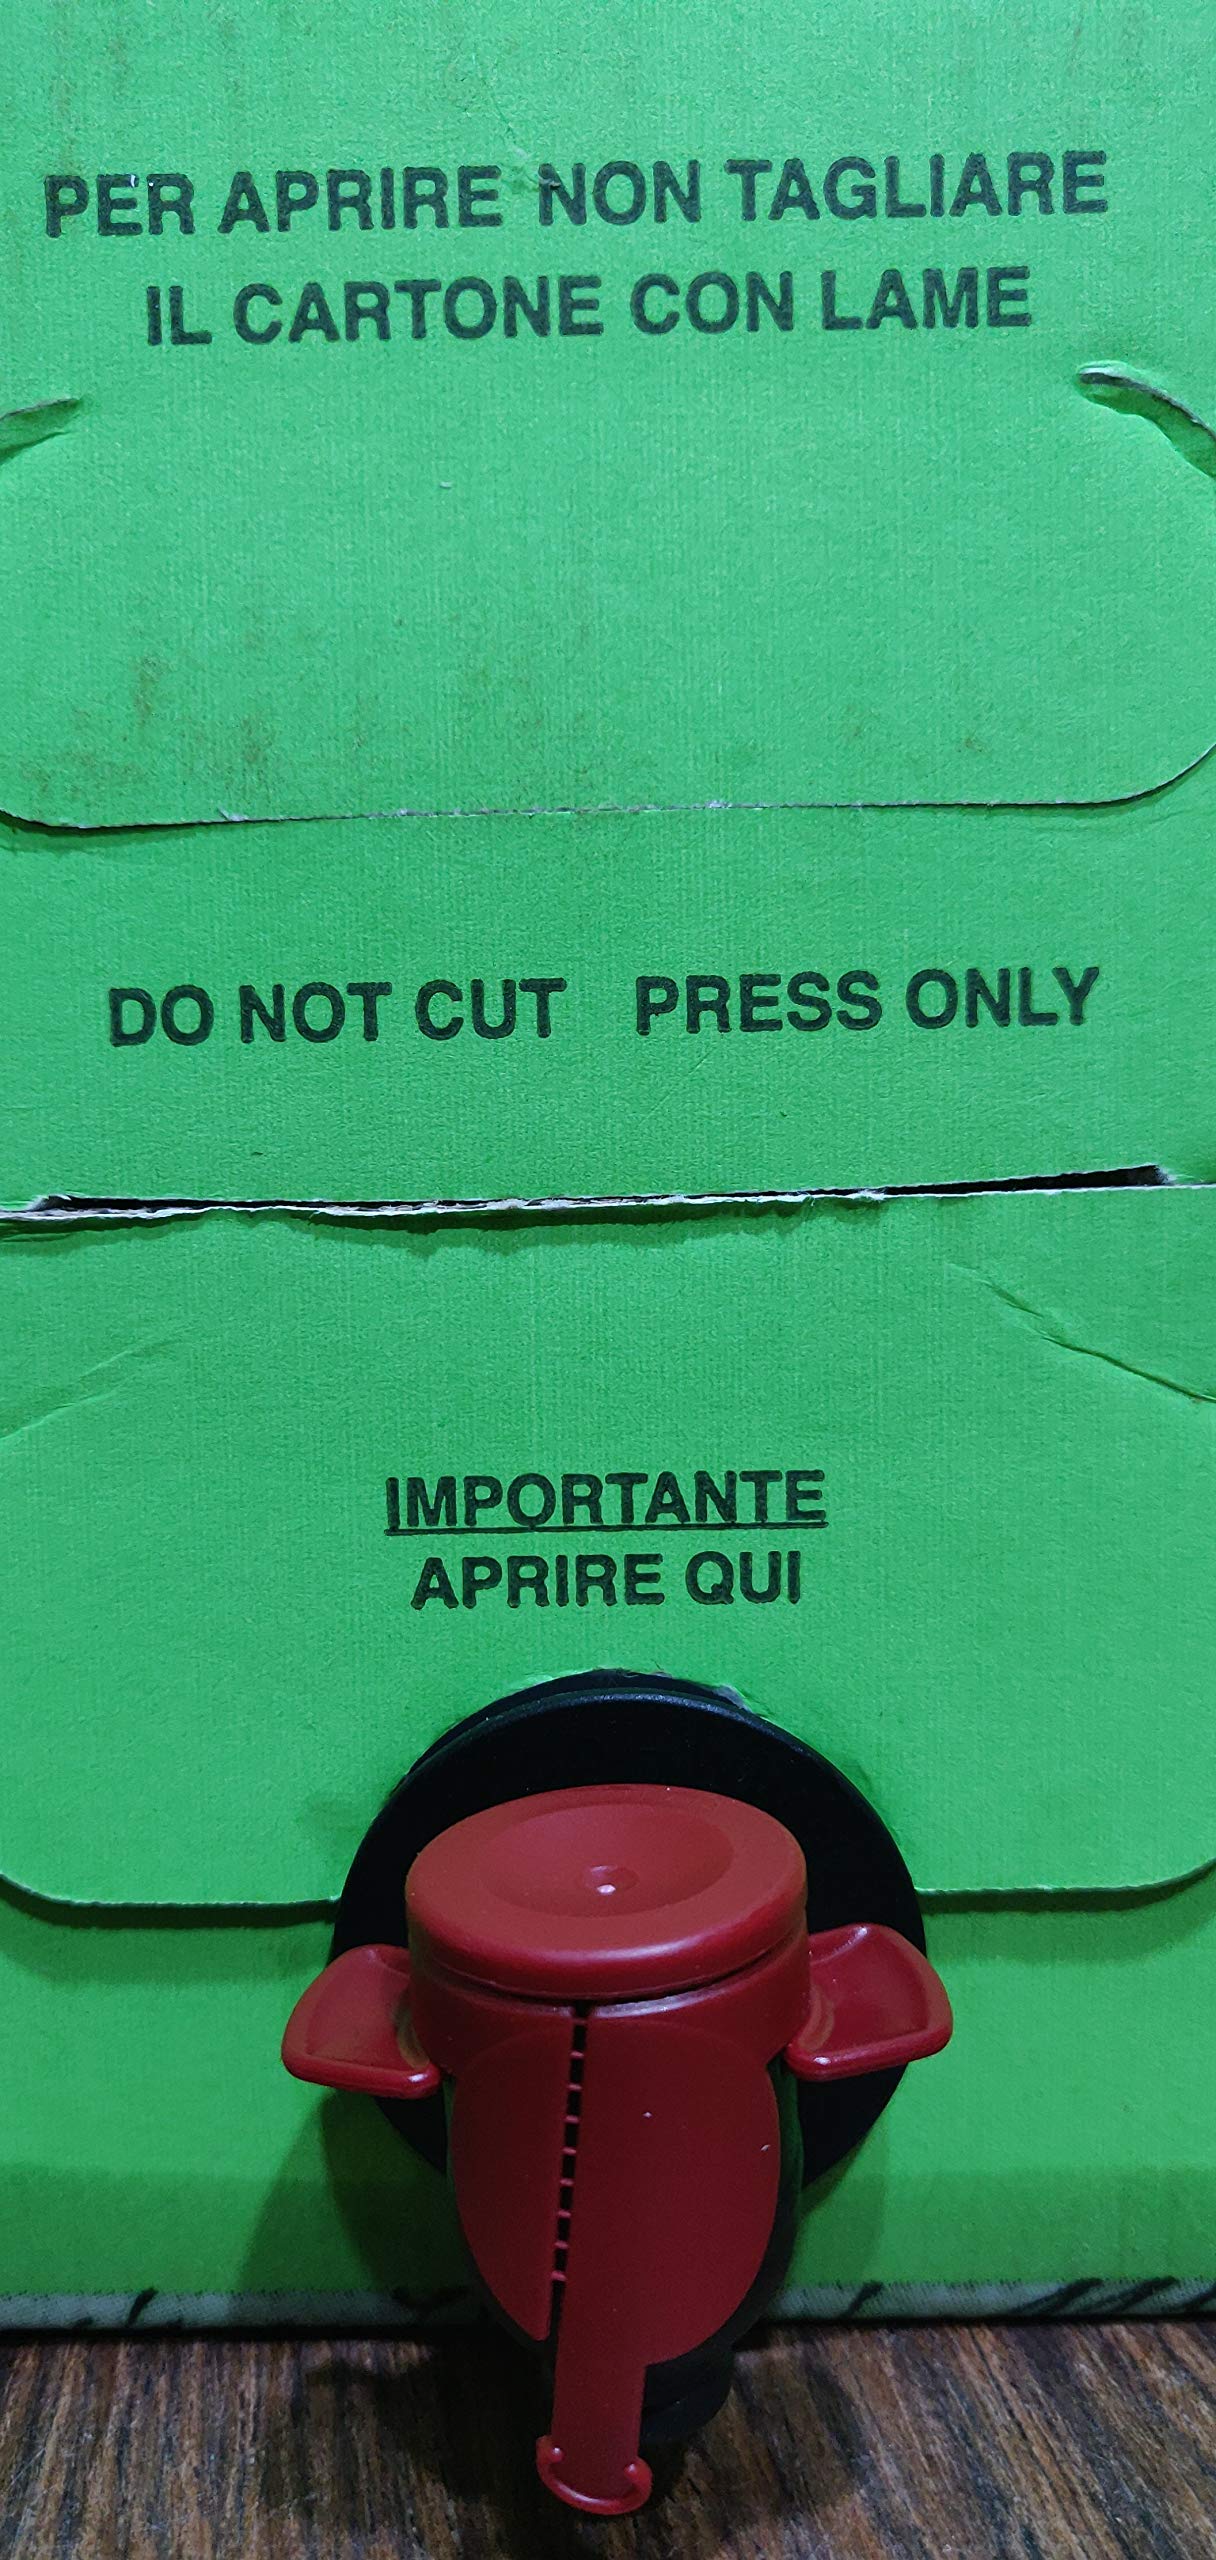 PER APRIRE NON TAGLIARE
IL CARTONE CON LAME
DO NOT CUT PRESS ONLY
IMPORTANTE
APRIRE QUI